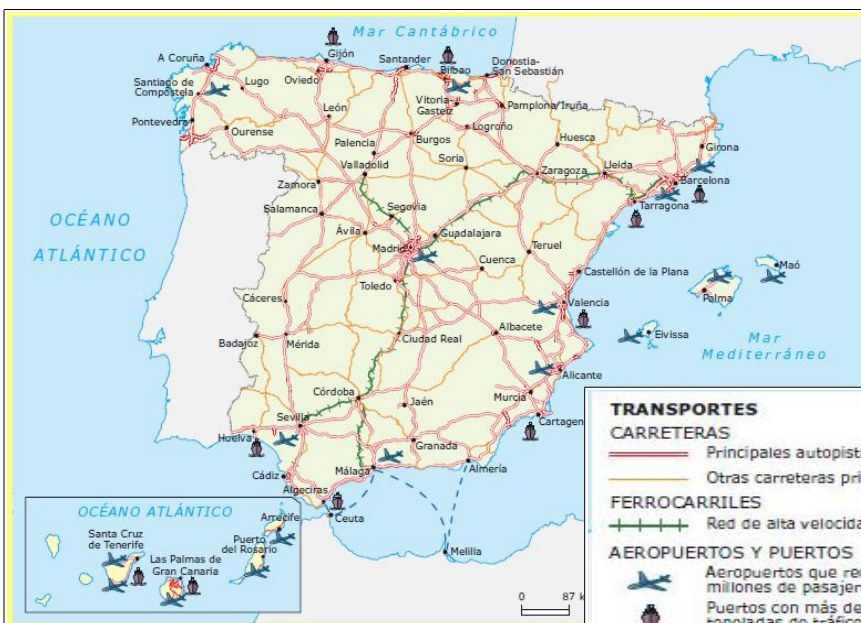 Mar Cantábrico
Gijón
A Coruña
Santander
Bilbao
Donostia-
San Sebastián
Santiago de
Compostela
Lugo
Oviedo
Vitoria-
Gasteiz
Pamplona/Iruña
León
Pontevedra
Ourense
Burgos
Logroño
Huesca
Palencia
Girona
Soria
Valladolid
Zaragoza
Lleida
Barcelona
Zamora
Tarragona
Segovia
Salamanca
OCÉANO
ATLÁNTICO
Ávila
Guadalajara
Madrid
Teruel
Cuenca
Maó
Castellón de la Plana
Toledo
Palma
Cáceres
Valencia
Eivissa
Mar
Mediterráneo
Badajoz
Mérida
Ciudad Real
Albacete
Alicante
Córdoba
Jaén
Murcia
Sevilla
Cartagen
Huelva
Granada
Málaga
Almería
Cádiz
Algeciras
Ceuta
Melilla
OCÉANO ATLÁNTICO
Arrecife
Santa Cruz
de Tenerife
Puerto
del Rosario
Las Palmas de
Gran Canaria
0 87 k
TRANSPORTES
CARRETERAS
Principales autopista
Otras carreteras pri
FERROCARRILES
Red de alta velocida
AEROPUERTOS Y PUERTOS
Aeropuertos que re
millones de pasajer
Puertos con más de
toneladas de tráfic